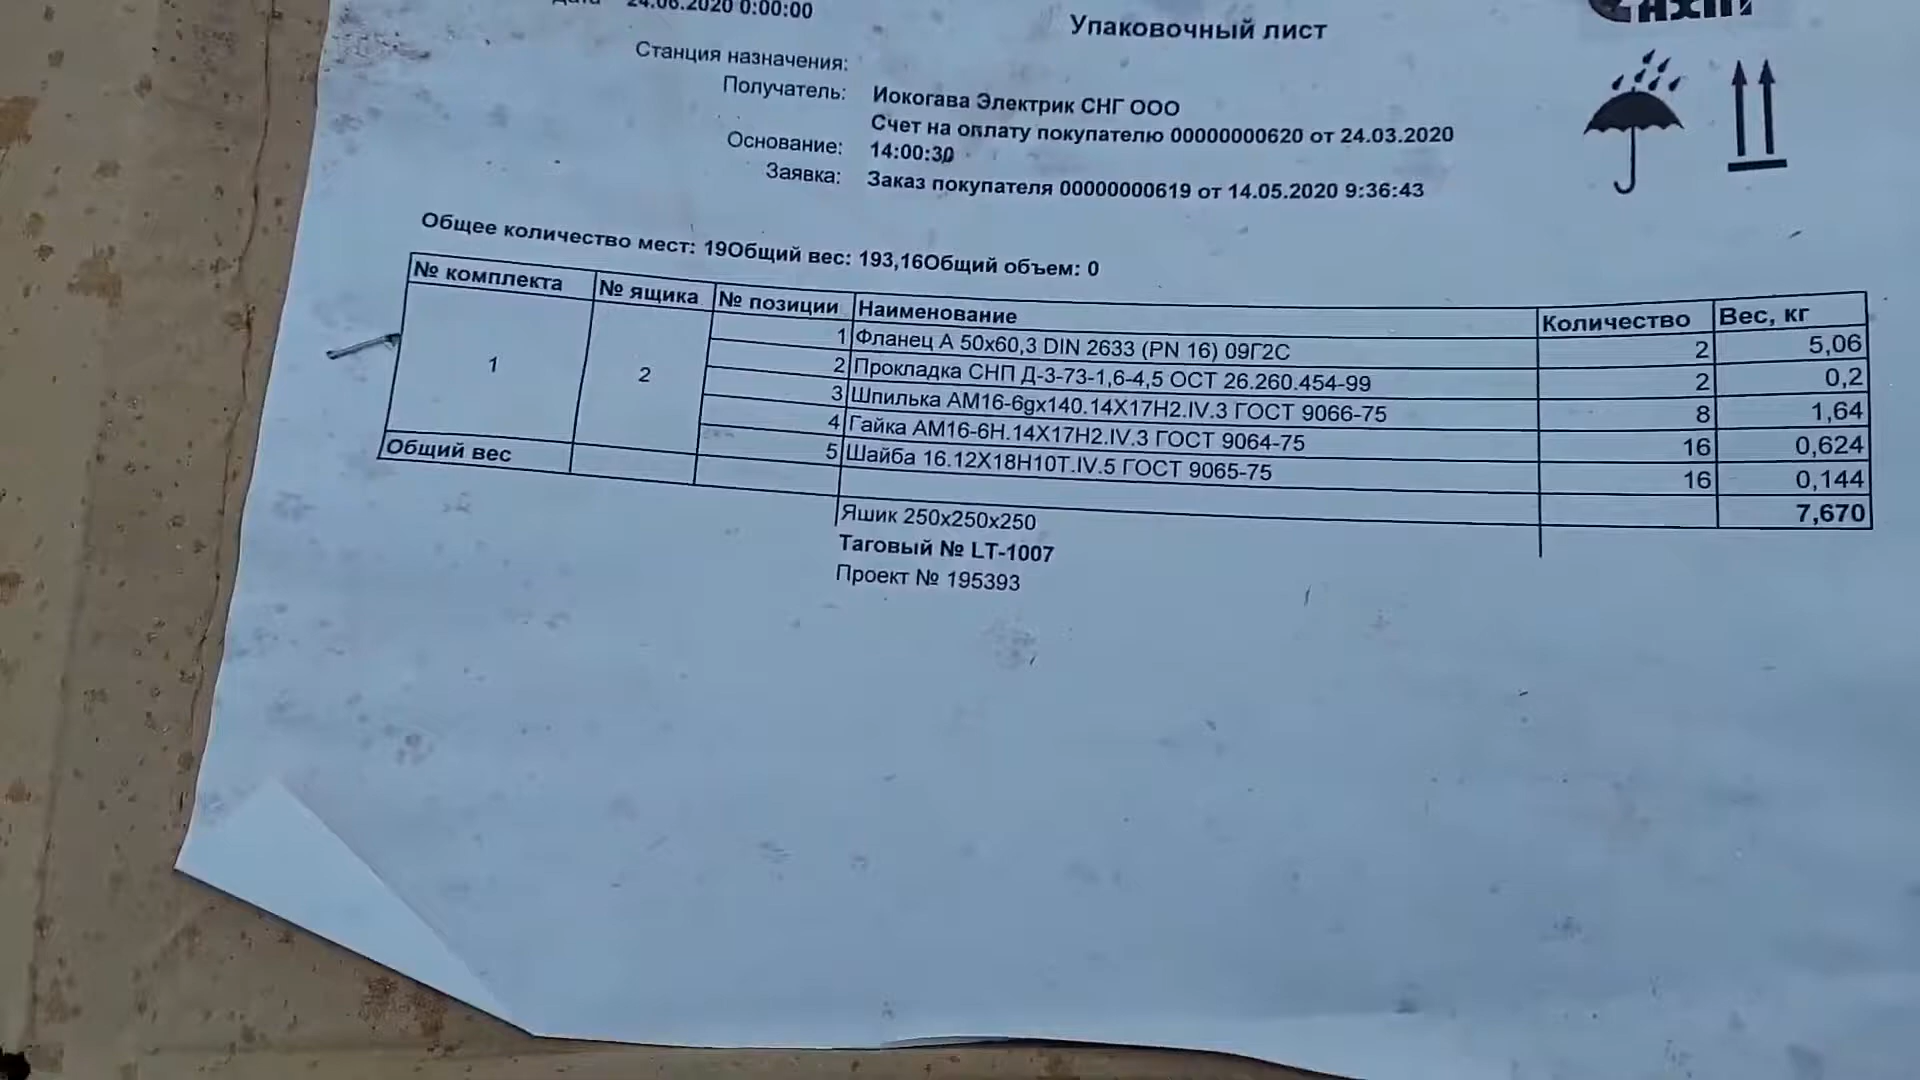 24.06.2020 0:00:00
Упаковочный лист
Станция назначения:
Получатель: Иокогава Электрик СНГ ООО
Счет на оплату покупателю 00000000620 от 24.03.2020
Основание: 14:00:30
Заявка: Заказ покупателя 00000000619 от 14.05.2020 9:36:43
Общее количество мест: 19Общий вес: 193,16Общий объем: 0
№ комплекта № ящика № позиции Наименование Количество Вес, кг
1 2 1 Фланец А 50х60,3 DIN 2633 (PN 16) 09Г2С 2 5,06
2 Прокладка СНП Д-3-73-1,6-4,5 ОСТ 26.260.454-99 2 0,2
3 Шпилька АМ16-6gх140.14Х17Н2.IV.3 ГОСТ 9066-75 8 1,64
4 Гайка АМ16-6Н.14Х17Н2.IV.3 ГОСТ 9064-75 16 0,624
5 Шайба 16.12Х18Н10Т.IV.5 ГОСТ 9065-75 16 0,144
Общий вес 7,670
Яшик 250х250х250
Таговый № LT-1007
Проект № 195393